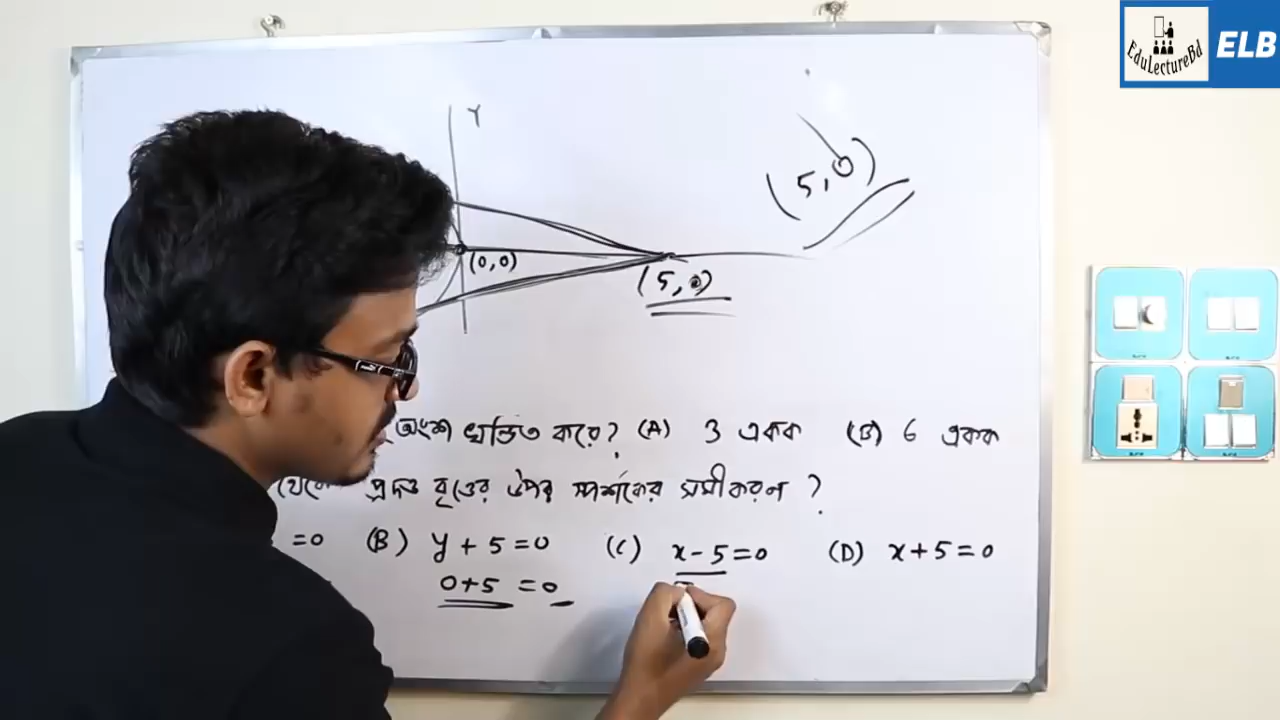 EduLectureBd
ELB
Y
(5,0)
(0,0)
(5,0)
অংশ খন্ডিত করে? (A) 3 একক (B) 6 একক
থেকে প্রদত্ত বৃত্তের উপর স্পর্শকের সমীকরণ ?
=0 (B) y+5=0 (C) x-5=0 (D) x+5=0
0+5=0
5